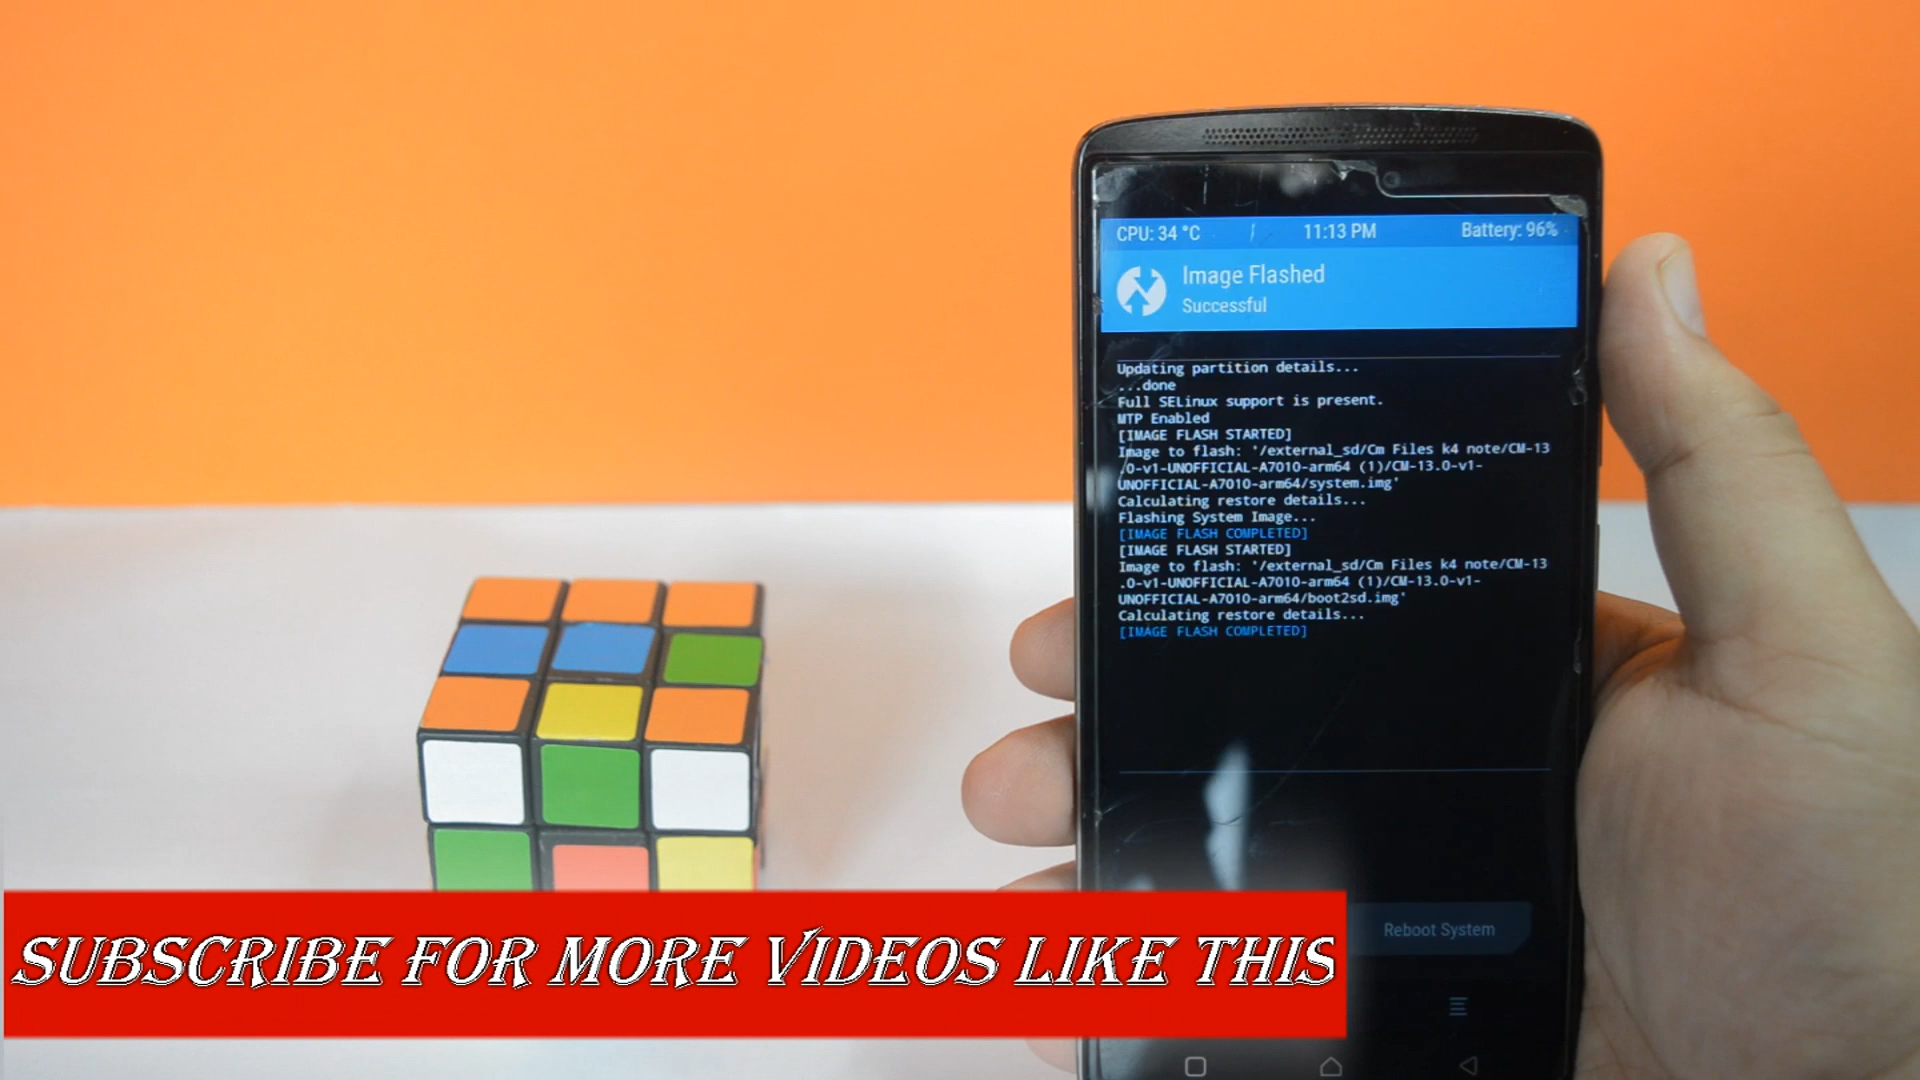 CPU: 34 °C 11:13 PM Battery: 96%
Image Flashed
Successful
Updating partition details...
...done
Full SELinux support is present.
MTP Enabled
[IMAGE FLASH STARTED]
Image to flash: '/external_sd/Cm Files k4 note/CM-13
.0-v1-UNOFFICIAL-A7010-arm64 (1)/CM-13.0-v1-
UNOFFICIAL-A7010-arm64/system.img'
Calculating restore details...
Flashing System Image...
[IMAGE FLASH COMPLETED]
[IMAGE FLASH STARTED]
Image to flash: '/external_sd/Cm Files k4 note/CM-13
.0-v1-UNOFFICIAL-A7010-arm64 (1)/CM-13.0-v1-
UNOFFICIAL-A7010-arm64/boot2sd.img'
Calculating restore details...
[IMAGE FLASH COMPLETED]
Reboot System
SUBSCRIBE FOR MORE VIDEOS LIKE THIS